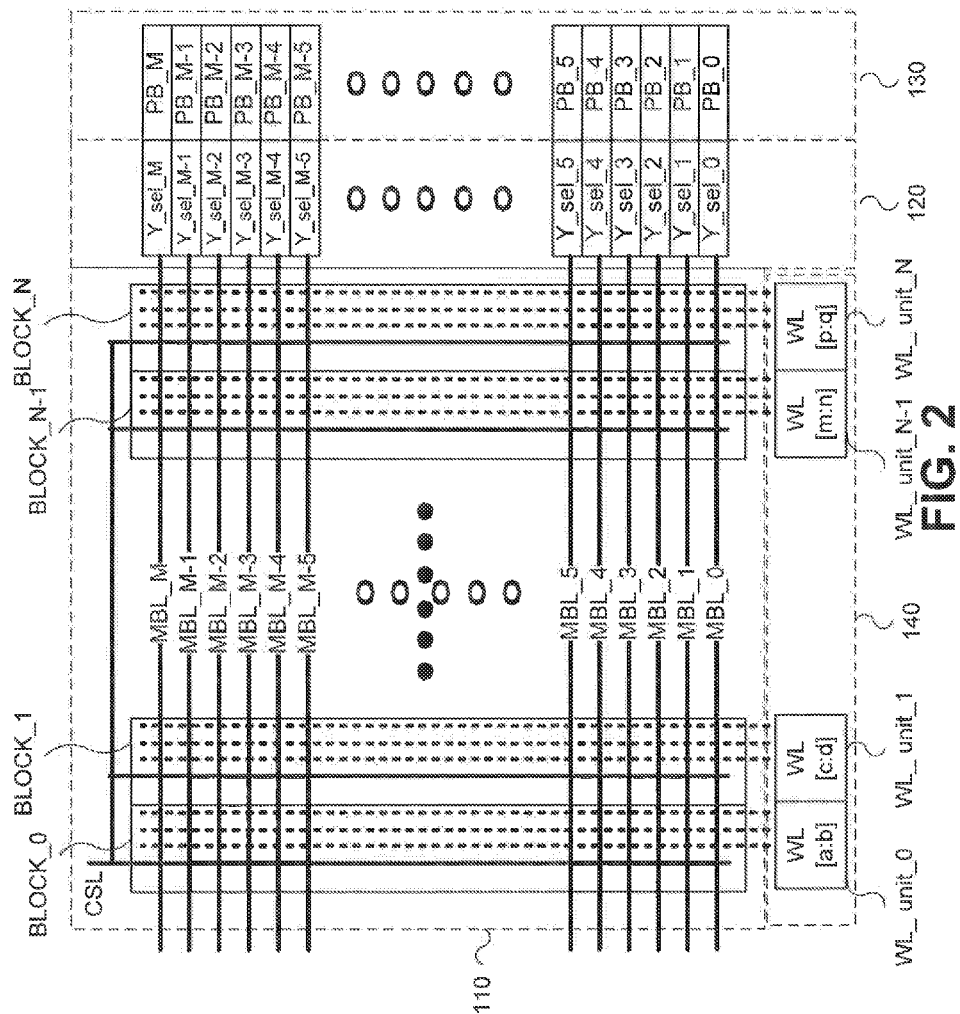 BLOCK_0
BLOCK_1
BLOCK_N-1
BLOCK_N
CSL
MBL_M
MBL_M-1
MBL_M-2
MBL_M-3
MBL_M-4
MBL_M-5
MBL_5
MBL_4
MBL_3
MBL_2
MBL_1
MBL_0
Y_sel_M PB_M
Y_sel_M-1 PB_M-1
Y_sel_M-2 PB_M-2
Y_sel_M-3 PB_M-3
Y_sel_M-4 PB_M-4
Y_sel_M-5 PB_M-5
Y_sel_5 PB_5
Y_sel_4 PB_4
Y_sel_3 PB_3
Y_sel_2 PB_2
Y_sel_1 PB_1
Y_sel_0 PB_0
WL
[a:b]
WL
[c:d]
WL
[m:n]
WL
[p:q]
WL_unit_0
WL_unit_1
WL_unit_N-1
WL_unit_N
110
140
120
130
FIG. 2